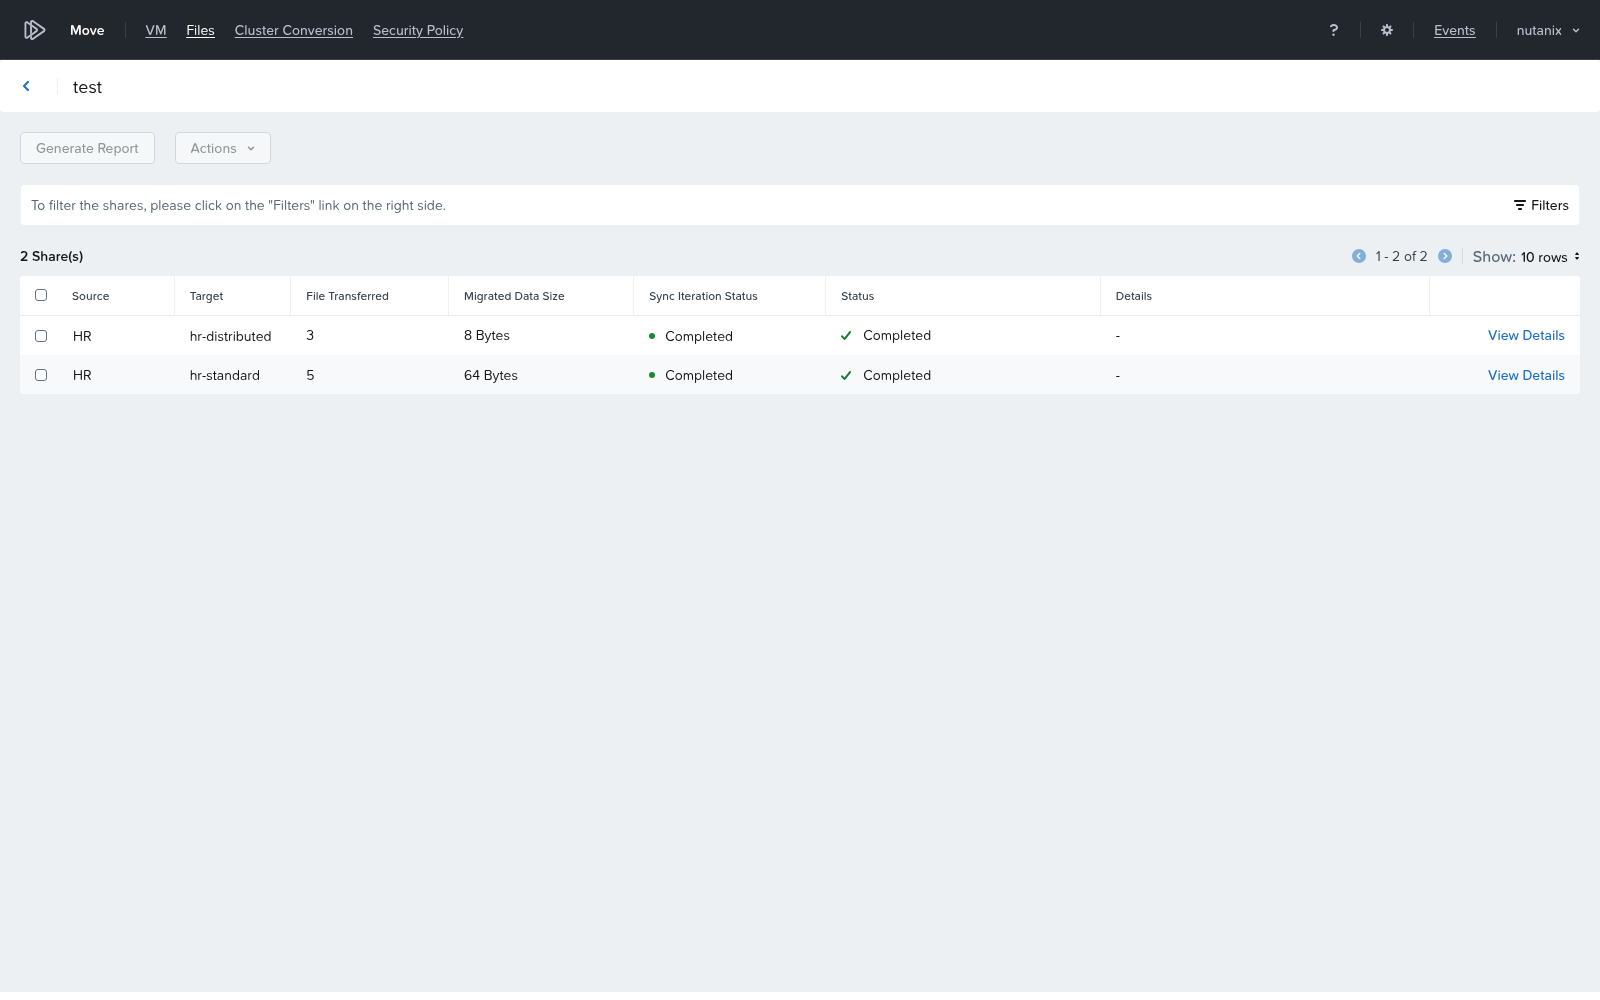 Move VM Files Cluster Conversion Security Policy ? Events nutanix
test
Generate Report Actions
To filter the shares, please click on the "Filters" link on the right side. Filters
2 Share(s) 1 - 2 of 2 Show: 10 rows
Source Target File Transferred Migrated Data Size Sync Iteration Status Status Details
HR hr-distributed 3 8 Bytes Completed Completed - View Details
HR hr-standard 5 64 Bytes Completed Completed - View Details